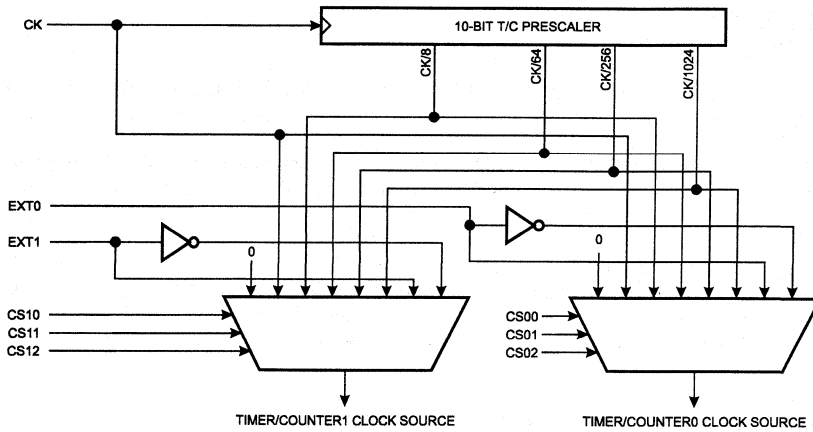 CK
10-BIT T/C PRESCALER
CK/8
CK/64
CK/256
CK/1024
EXT0
EXT1
0
0
CS10
CS11
CS12
CS00
CS01
CS02
TIMER/COUNTER1 CLOCK SOURCE
TIMER/COUNTER0 CLOCK SOURCE